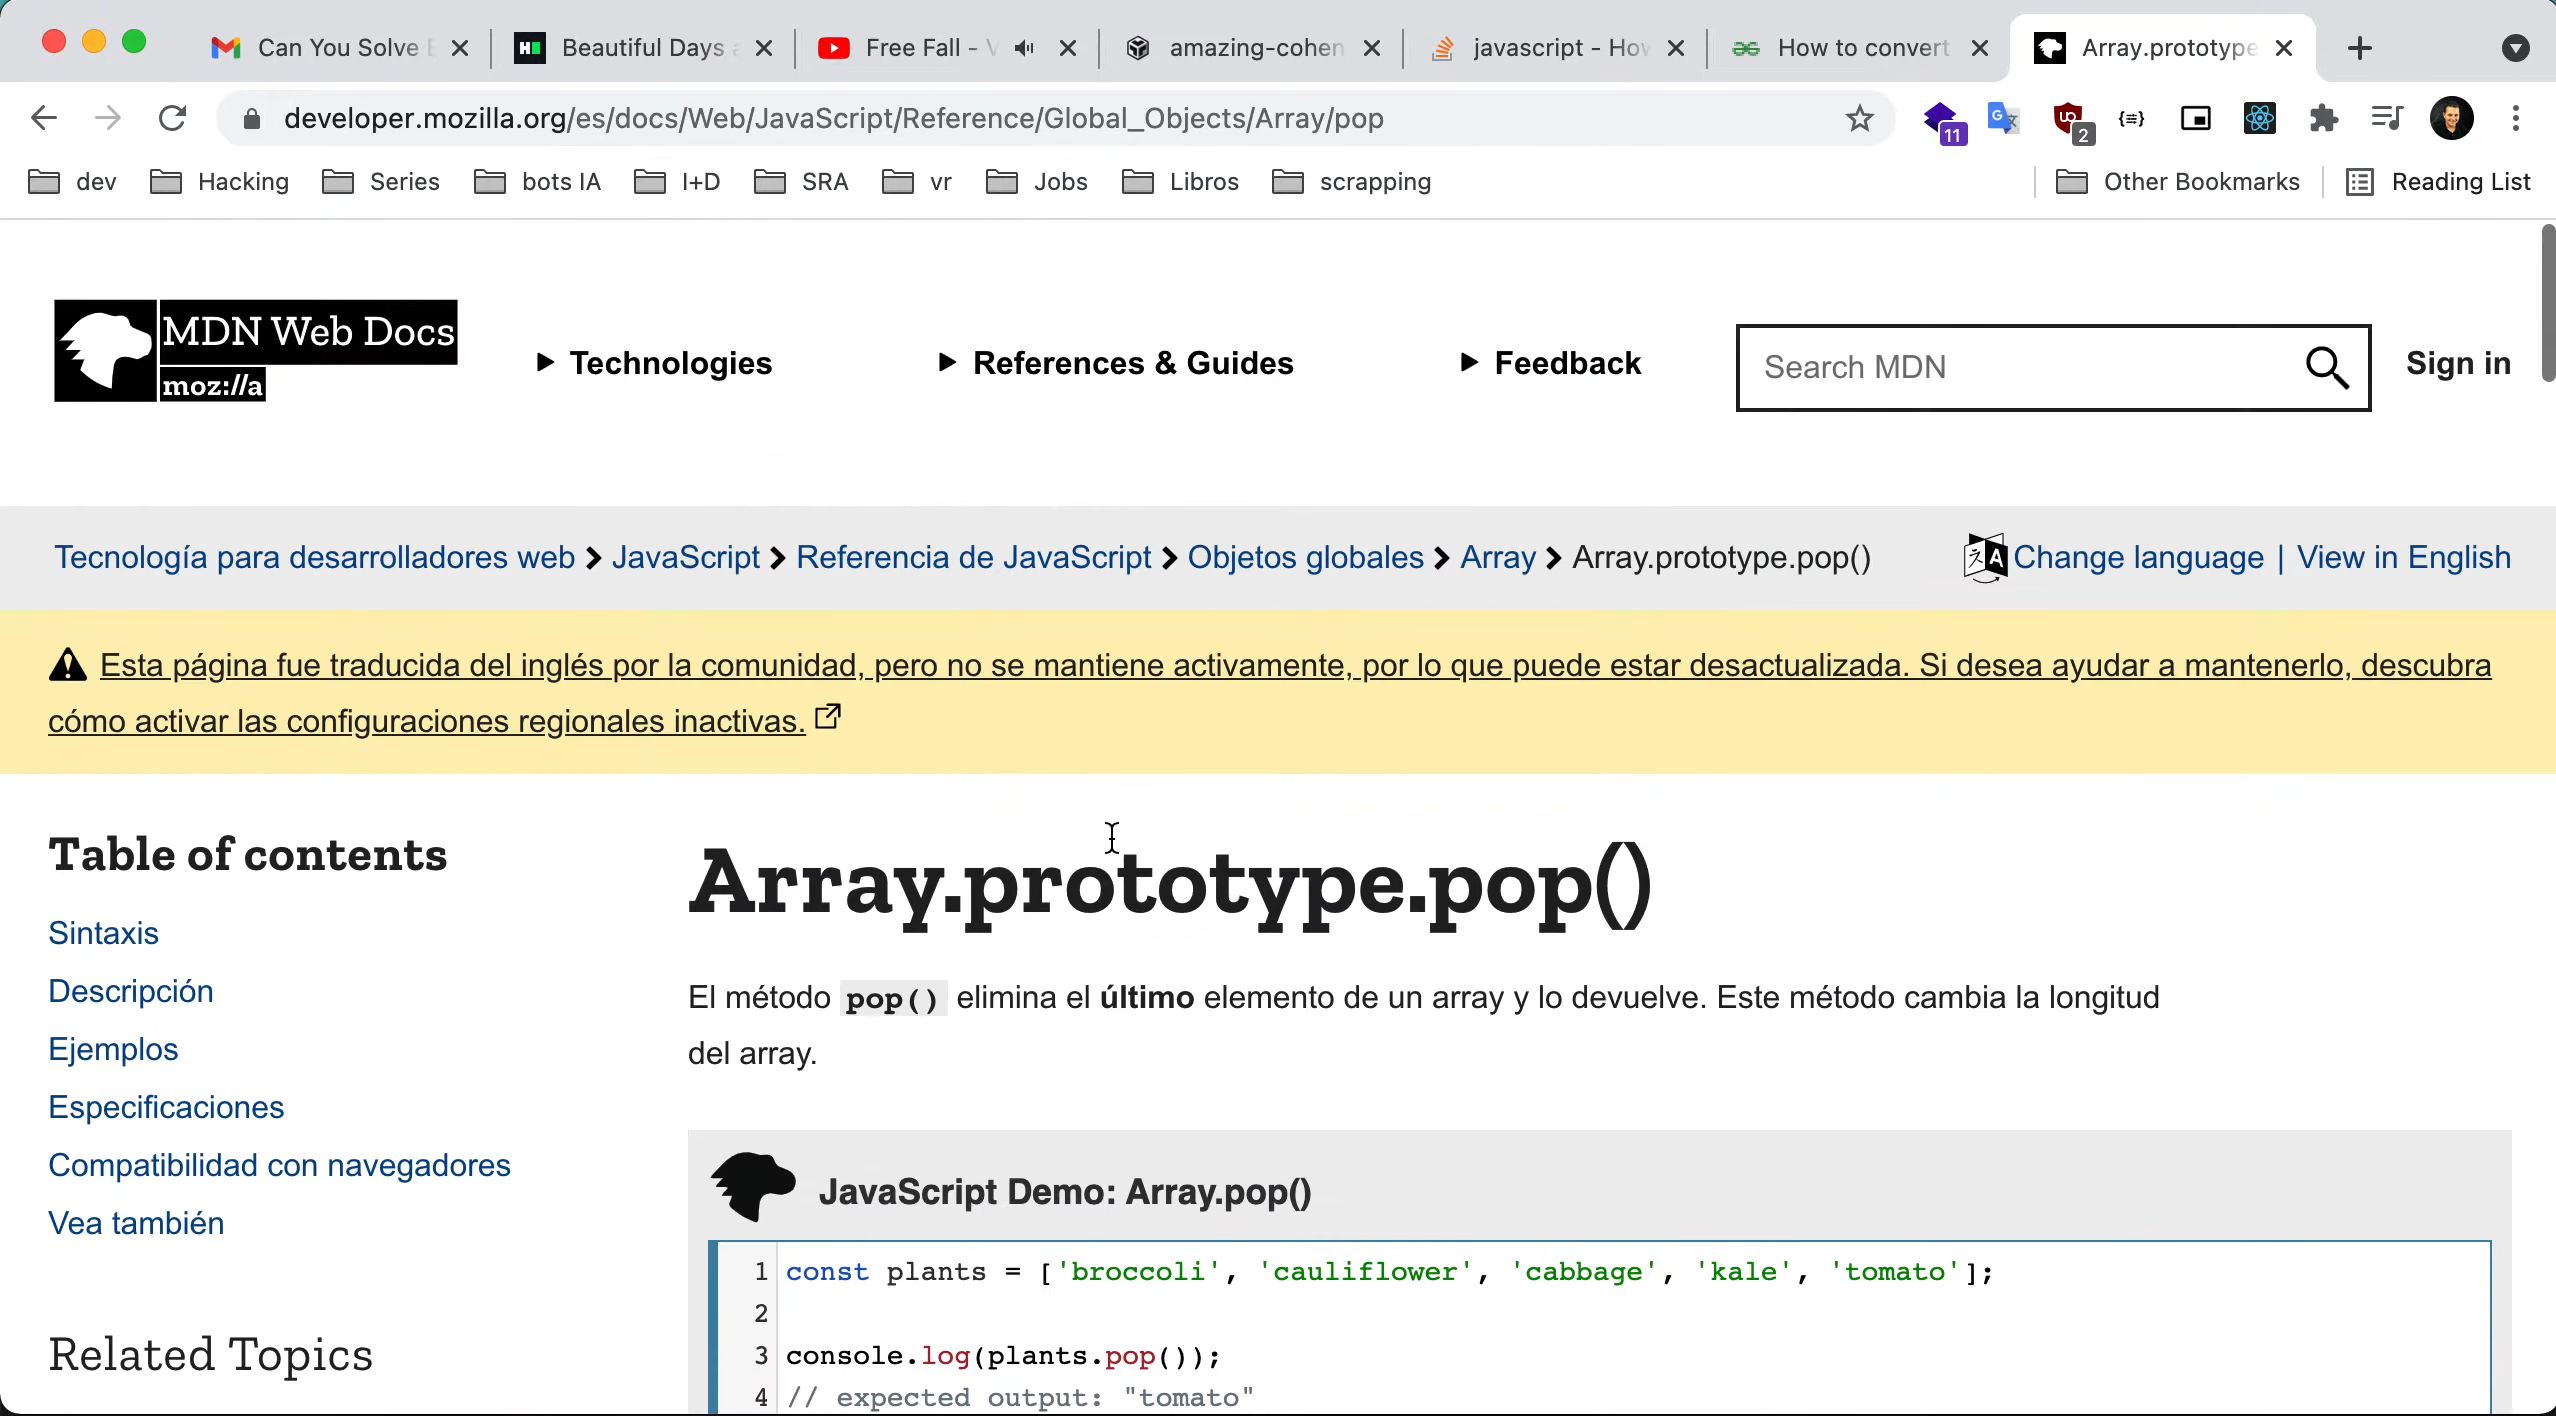 Can You Solve
Beautiful Days
Free Fall -
amazing-cohen
javascript - How
How to convert
Array.prototype
developer.mozilla.org/es/docs/Web/JavaScript/Reference/Global_Objects/Array/pop
11
2
dev
Hacking
Series
bots IA
I+D
SRA
vr
Jobs
Libros
scrapping
Other Bookmarks
Reading List
MDN Web Docs
moz://a
Technologies
References & Guides
Feedback
Search MDN
Sign in
Tecnología para desarrolladores web > JavaScript > Referencia de JavaScript > Objetos globales > Array > Array.prototype.pop()
Change language | View in English
Esta página fue traducida del inglés por la comunidad, pero no se mantiene activamente, por lo que puede estar desactualizada. Si desea ayudar a mantenerlo, descubra
cómo activar las configuraciones regionales inactivas.
Table of contents
Sintaxis
Descripción
Ejemplos
Especificaciones
Compatibilidad con navegadores
Vea también
Related Topics
Array.prototype.pop()
El método pop() elimina el último elemento de un array y lo devuelve. Este método cambia la longitud
del array.
JavaScript Demo: Array.pop()
1 const plants = ['broccoli', 'cauliflower', 'cabbage', 'kale', 'tomato'];
2
3 console.log(plants.pop());
4 // expected output: "tomato"